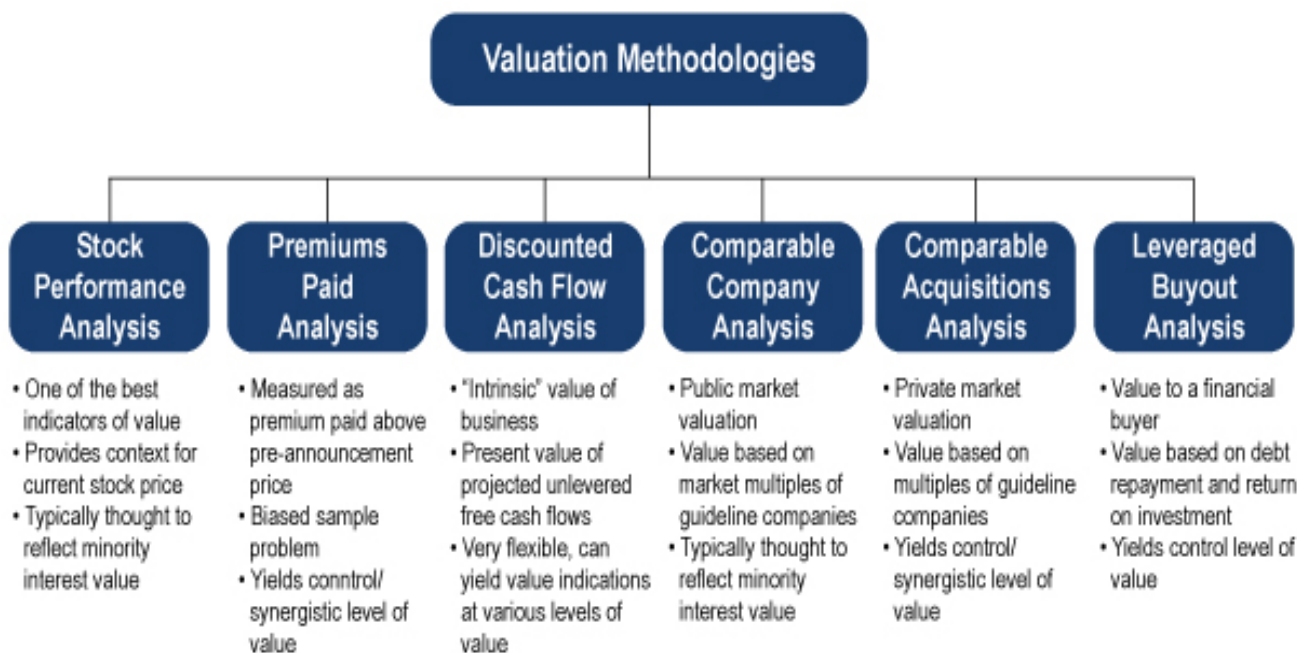 Valuation Methodologies
Stock
Performance
Analysis
• One of the best
indicators of value
• Provides context for
current stock price
• Typically thought to
reflect minority
interest value
Premiums
Paid
Analysis
• Measured as
premium paid above
pre-announcement
price
• Biased sample
problem
• Yields conntrol/
synergistic level of
value
Discounted
Cash Flow
Analysis
• “Intrinsic” value of
business
• Present value of
projected unlevered
free cash flows
• Very flexible, can
yield value indications
at various levels of
value
Comparable
Company
Analysis
• Public market
valuation
• Value based on
market multiples of
guideline companies
• Typically thought to
reflect minority
interest value
Comparable
Acquisitions
Analysis
• Private market
valuation
• Value based on
multiples of guideline
companies
• Yields control/
synergistic level of
value
Leveraged
Buyout
Analysis
• Value to a financial
buyer
• Value based on debt
repayment and return
on investment
• Yields control level of
value